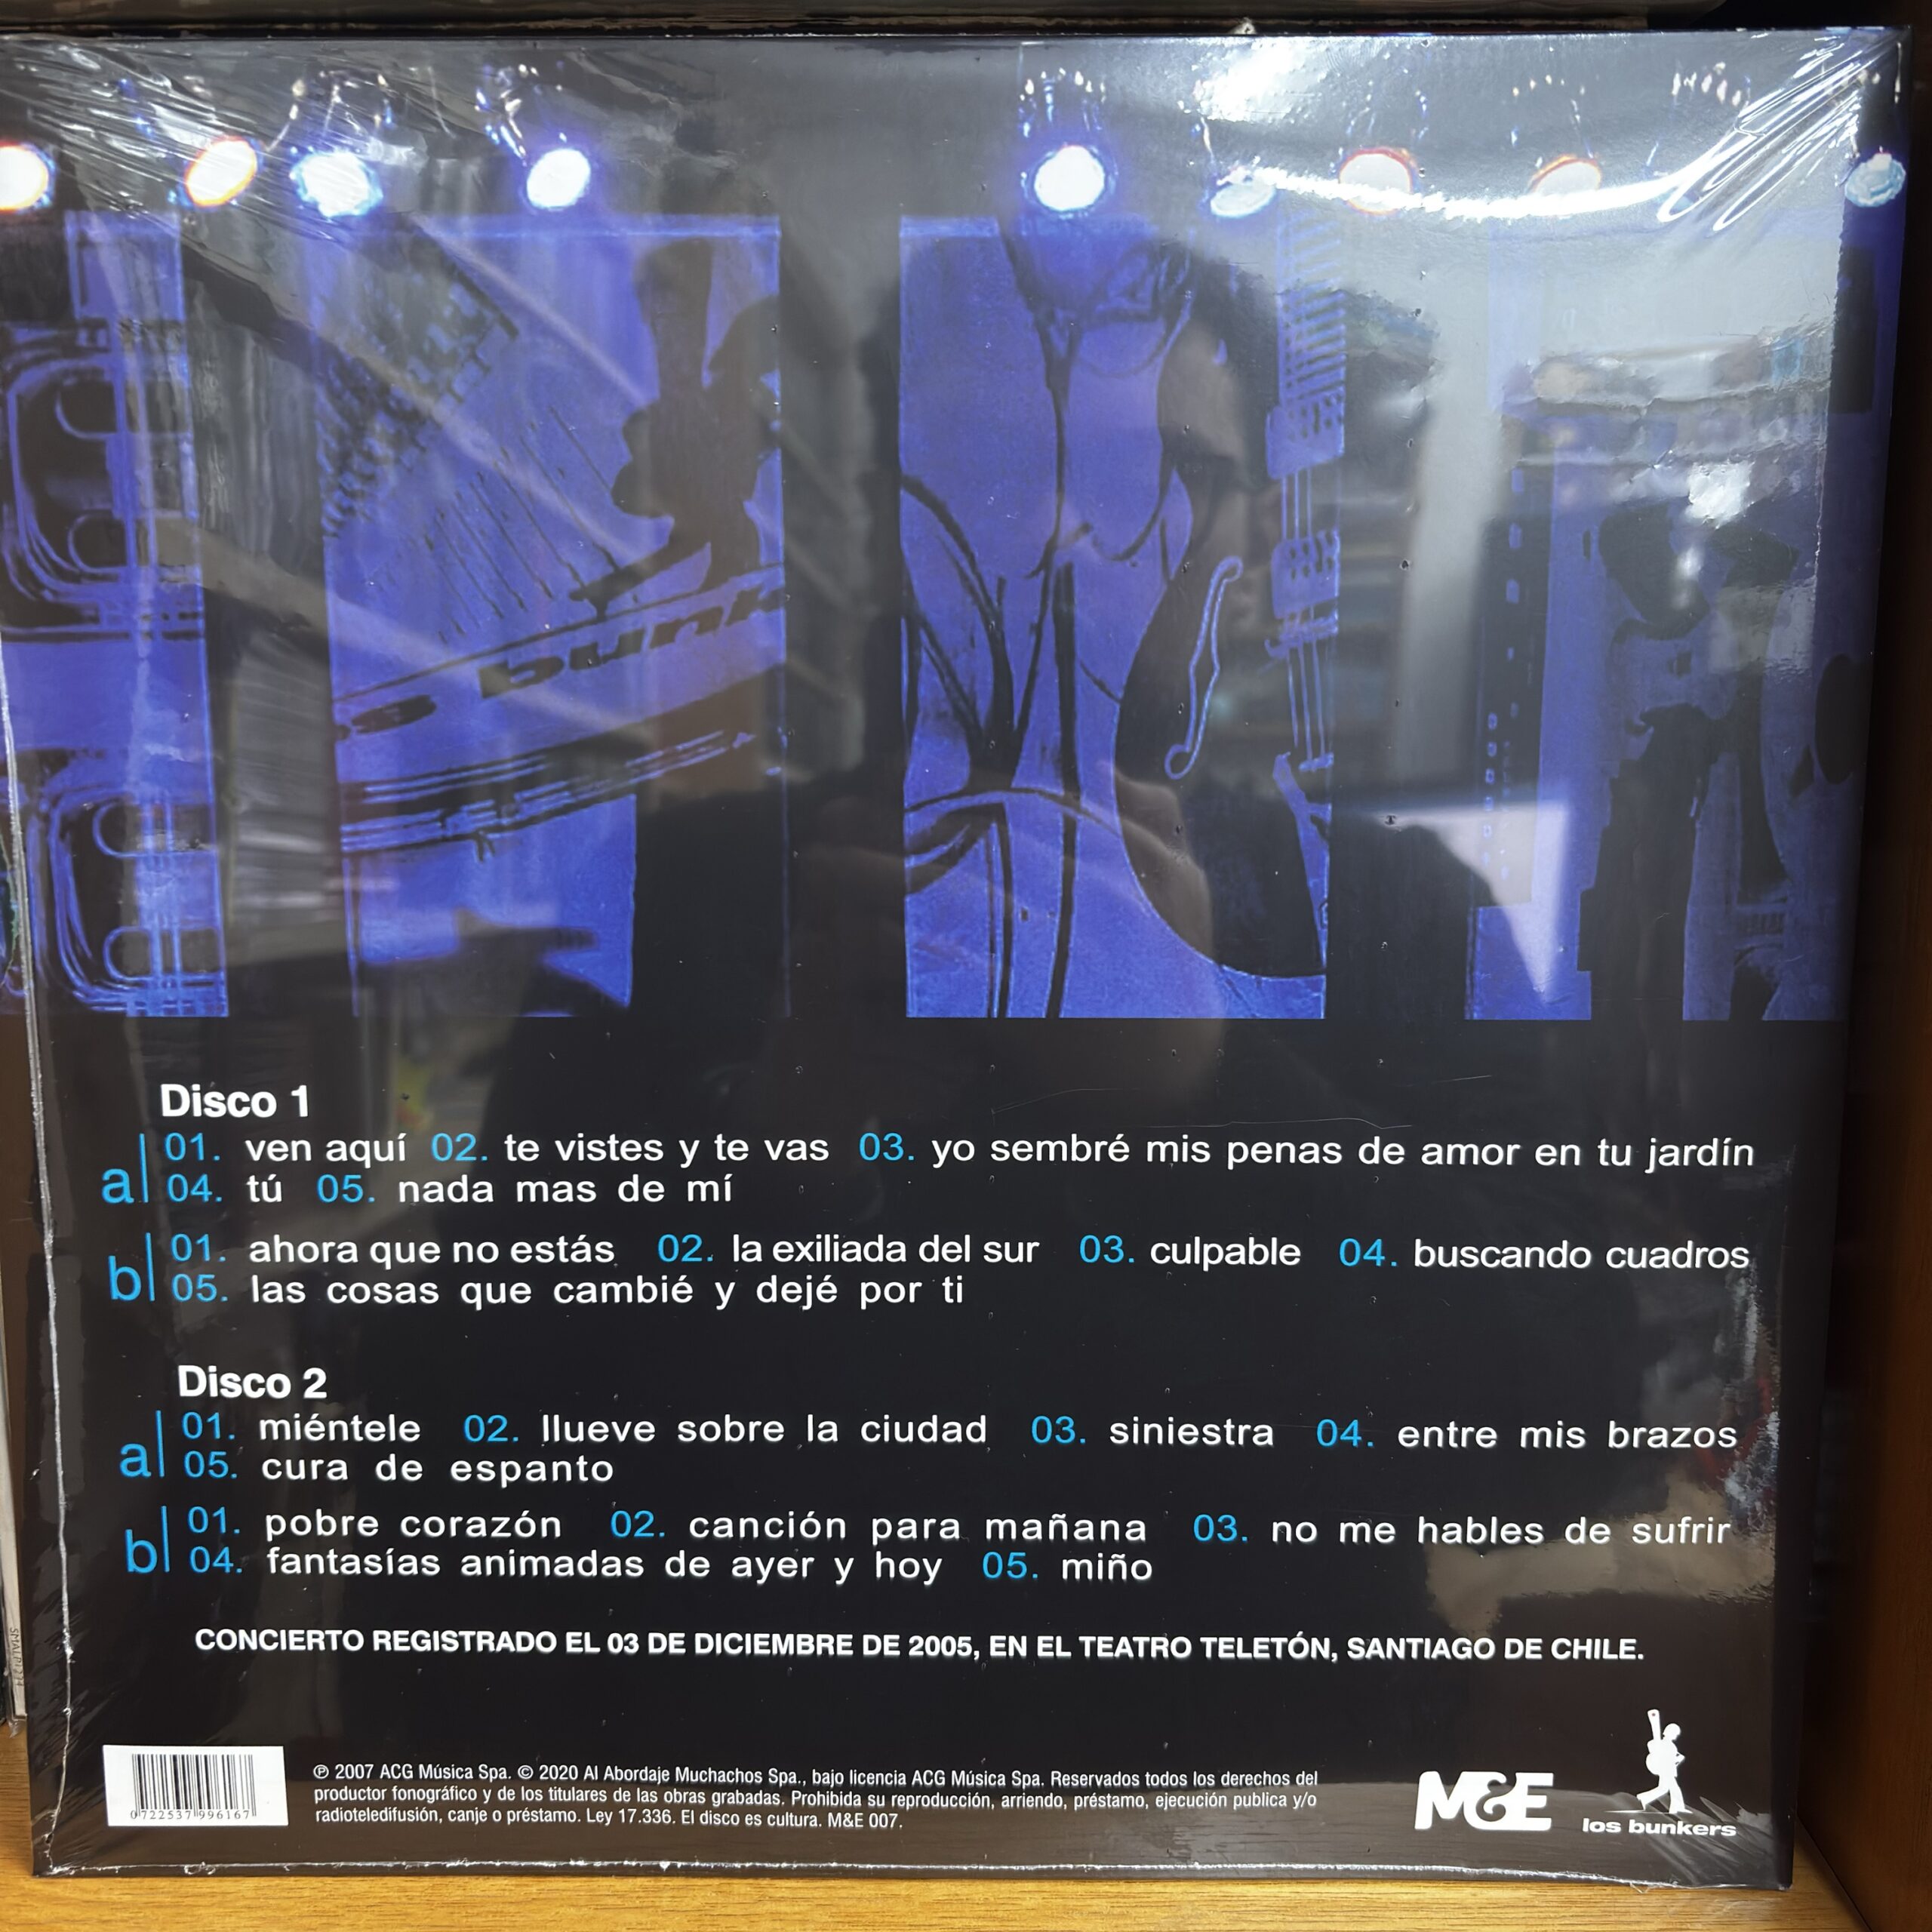 s bunk
Disco 1
a
01. ven aquí 02. te vistes y te vas 03. yo sembré mis penas de amor en tu jardín
04. tú 05. nada mas de mí
b
01. ahora que no estás 02. la exiliada del sur 03. culpable 04. buscando cuadros
05. las cosas que cambié y dejé por ti
Disco 2
a
01. miéntele 02. llueve sobre la ciudad 03. siniestra 04. entre mis brazos
05. cura de espanto
b
01. pobre corazón 02. canción para mañana 03. no me hables de sufrir
04. fantasías animadas de ayer y hoy 05. miño
CONCIERTO REGISTRADO EL 03 DE DICIEMBRE DE 2005, EN EL TEATRO TELETÓN, SANTIAGO DE CHILE.
0 722537 996167
℗ 2007 ACG Música Spa. © 2020 Al Abordaje Muchachos Spa., bajo licencia ACG Música Spa. Reservados todos los derechos del
productor fonográfico y de los titulares de las obras grabadas. Prohibida su reproducción, arriendo, préstamo, ejecución publica y/o
radioteledifusión, canje o préstamo. Ley 17.336. El disco es cultura. M&E 007.
M&E
los bunkers